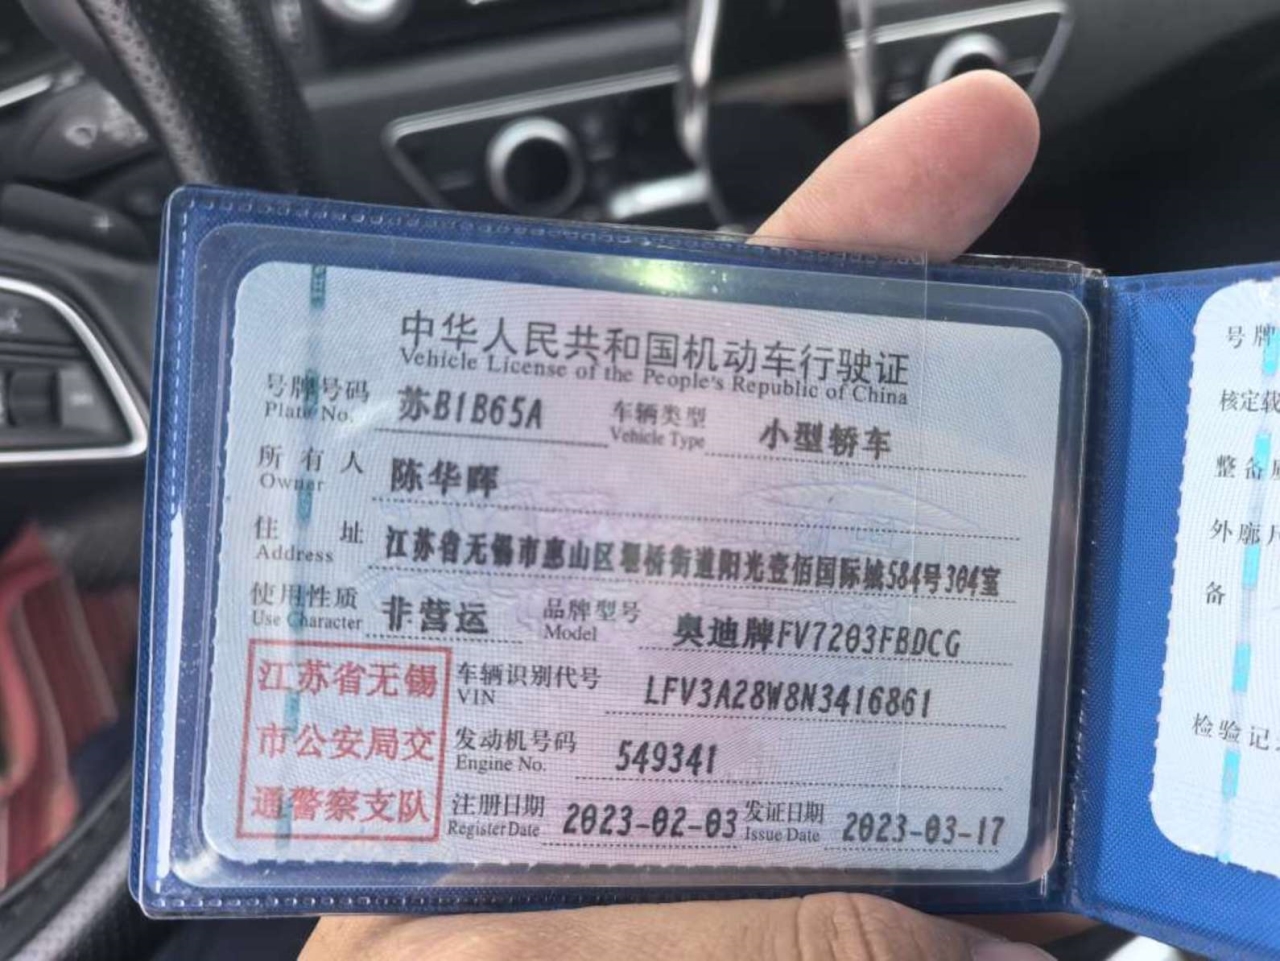 中华人民共和国机动车行驶证
Vehicle License of the People's Republic of China
号牌号码 苏B1B65A 车辆类型 小型轿车
Plate No. Vehicle Type
所有人 陈华晖
Owner
住址 江苏省无锡市惠山区堰桥街道阳光壹佰国际城584号304室
Address
使用性质 非营运 品牌型号 奥迪牌FV7203FBDCG
Use Character Model
江苏省无锡
市公安局交
通警察支队
车辆识别代号 LFV3A28W8N3416861
VIN
发动机号码 549341
Engine No.
注册日期 2023-02-03 发证日期 2023-03-17
Register Date Issue Date
号牌
核定载
整备
外廓
备
检验记